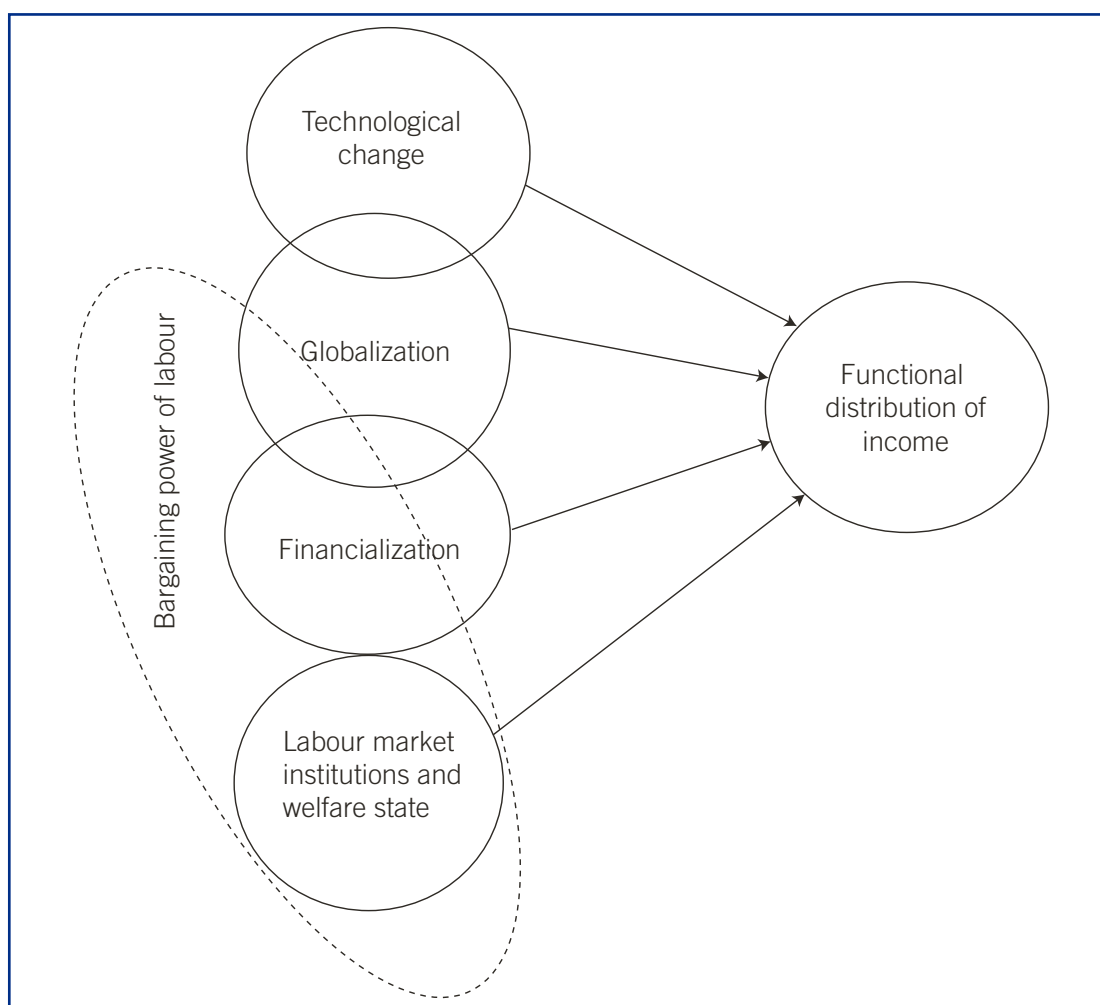 Technological
change
Globalization
Financialization
Labour market
institutions and
welfare state
Bargaining power of labour
Functional
distribution of
income